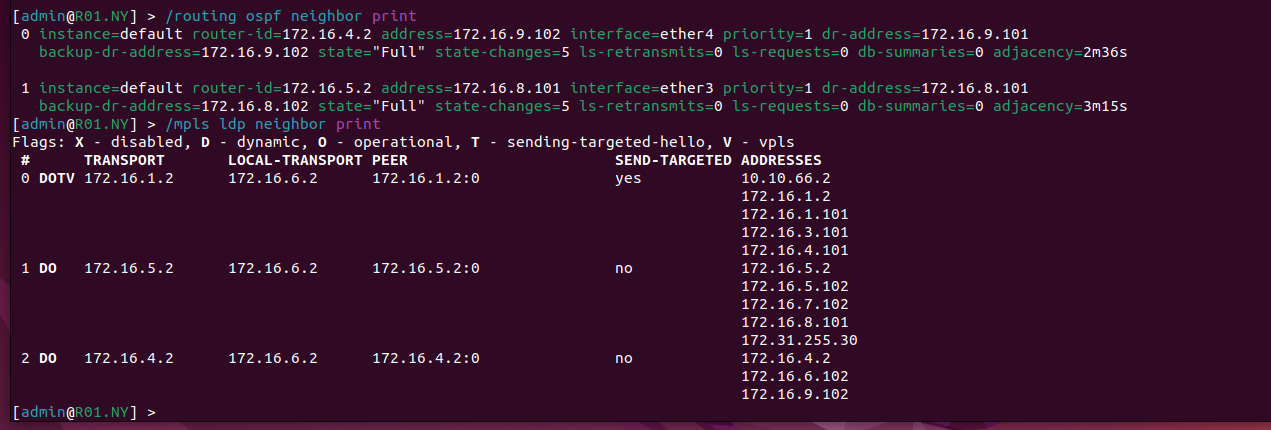 [admin@R01.NY] > /routing ospf neighbor print
 0 instance=default router-id=172.16.4.2 address=172.16.9.102 interface=ether4 priority=1 dr-address=172.16.9.101
   backup-dr-address=172.16.9.102 state="Full" state-changes=5 ls-retransmits=0 ls-requests=0 db-summaries=0 adjacency=2m36s
 1 instance=default router-id=172.16.5.2 address=172.16.8.101 interface=ether3 priority=1 dr-address=172.16.8.101
   backup-dr-address=172.16.8.102 state="Full" state-changes=5 ls-retransmits=0 ls-requests=0 db-summaries=0 adjacency=3m15s
[admin@R01.NY] > /mpls ldp neighbor print
Flags: X - disabled, D - dynamic, O - operational, T - sending-targeted-hello, V - vpls
 #      TRANSPORT       LOCAL-TRANSPORT PEER                       SEND-TARGETED ADDRESSES
 0 DOTV 172.16.1.2      172.16.6.2      172.16.1.2:0               yes           10.10.66.2
                                                                                 172.16.1.2
                                                                                 172.16.1.101
                                                                                 172.16.3.101
                                                                                 172.16.4.101
 1 DO   172.16.5.2      172.16.6.2      172.16.5.2:0               no            172.16.5.2
                                                                                 172.16.5.102
                                                                                 172.16.7.102
                                                                                 172.16.8.101
                                                                                 172.31.255.30
 2 DO   172.16.4.2      172.16.6.2      172.16.4.2:0               no            172.16.4.2
                                                                                 172.16.6.102
                                                                                 172.16.9.102
[admin@R01.NY] >